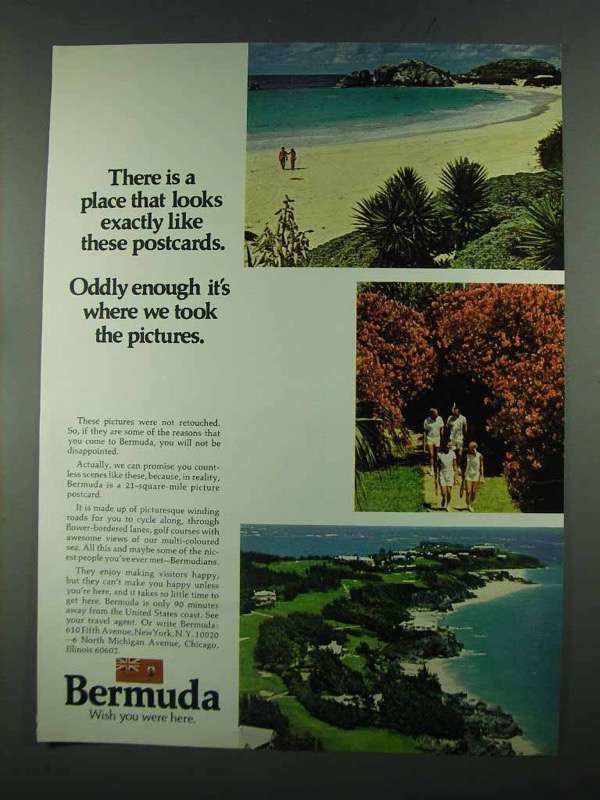 There is a
place that looks
exactly like
these postcards.
Oddly enough it's
where we took
the pictures.
These pictures were not retouched.
So, if they are some of the reasons that
you come to Bermuda, you will not be
disappointed.
Actually, we can promise you count-
less scenes like these, because, in reality,
Bermuda is a 21-square-mile picture
postcard.
It is made up of picturesque winding
roads for you to cycle along, through
flower-bordered lanes, golf courses with
awesome views of our multi-coloured
sea. All this and maybe some of the nic-
est people you've ever met—Bermudians.
They enjoy making visitors happy,
but they can't make you happy unless
you're here, and it takes so little time to
get here. Bermuda is only 90 minutes
away from the United States coast. See
your travel agent. Or write Bermuda:
610 Fifth Avenue, New York, N.Y. 10020
—6 North Michigan Avenue, Chicago,
Illinois 60602.
Bermuda
Wish you were here.